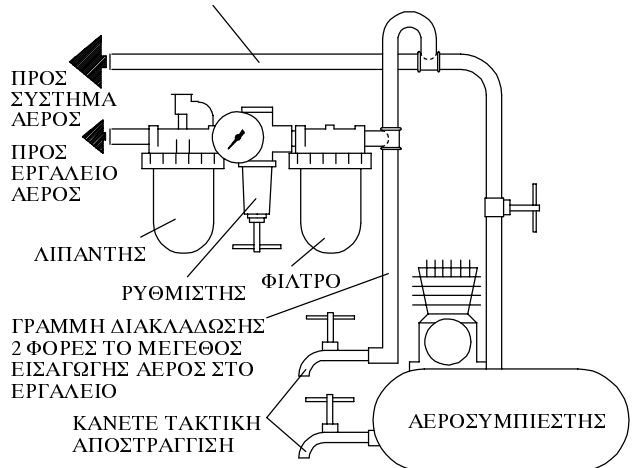 ΠΡΟΣ
ΣΥΣΤΗΜΑ
ΑΕΡΟΣ
ΠΡΟΣ
ΕΡΓΑΛΕΙΟ
ΑΕΡΟΣ
ΛΙΠΑΝΤΗΣ
ΡΥΘΜΙΣΤΗΣ
ΦΙΛΤΡΟ
ΓΡΑΜΜΗ ΔΙΑΚΛΑΔΩΣΗΣ
2 ΦΟΡΕΣ ΤΟ ΜΕΓΕΘΟΣ
ΕΙΣΑΓΩΓΗΣ ΑΕΡΟΣ ΣΤΟ
ΕΡΓΑΛΕΙΟ
ΚΑΝΕΤΕ ΤΑΚΤΙΚΗ
ΑΠΟΣΤΡΑΓΓΙΣΗ
ΑΕΡΟΣΥΜΠΙΕΣΤΗΣ